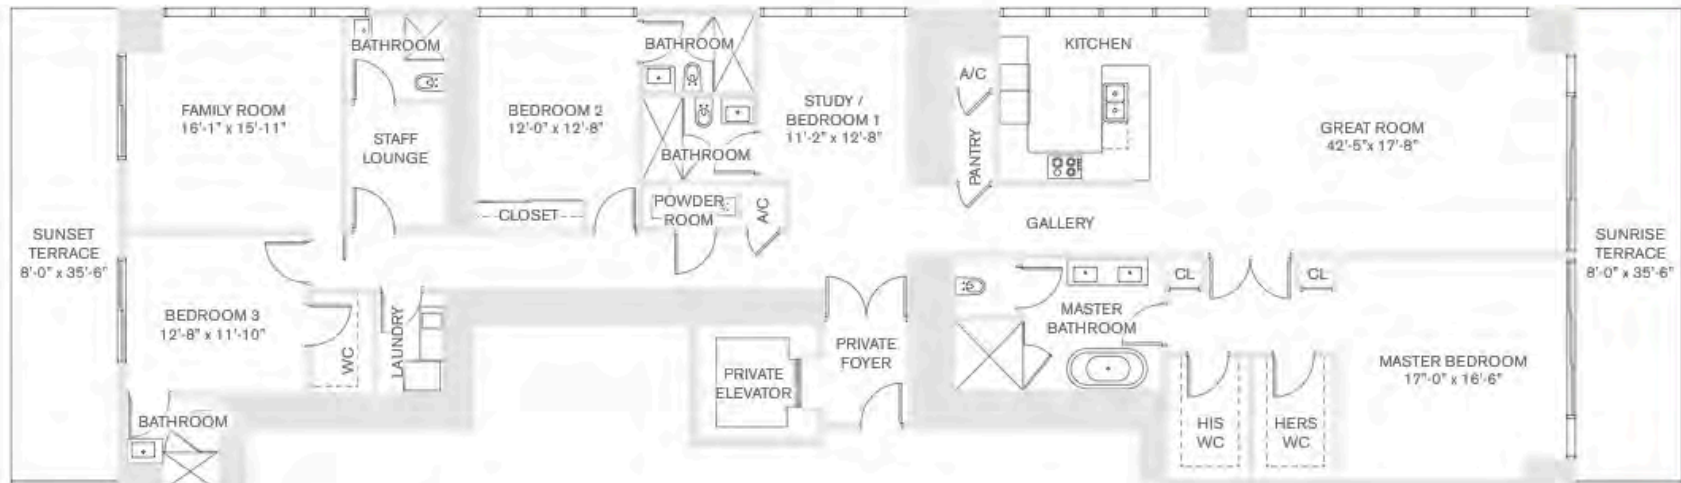 BATHROOM
FAMILY ROOM
16'-1" x 15'-11"
STAFF
LOUNGE
BEDROOM 2
12'-0" x 12'-8"
CLOSET
BATHROOM
BATHROOM
STUDY /
BEDROOM 1
11'-2" x 12'-8"
POWDER
ROOM
A/C
A/C
PANTRY
KITCHEN
GALLERY
GREAT ROOM
42'-5"x 17'-8"
SUNSET
TERRACE
8'-0" x 35'-6"
BEDROOM 3
12'-8" x 11'-10"
WC
LAUNDRY
BATHROOM
PRIVATE
ELEVATOR
PRIVATE
FOYER
MASTER
BATHROOM
CL
CL
HIS
WC
HERS
WC
MASTER BEDROOM
17"-0" x 16'-6"
SUNRISE
TERRACE
8'-0" x 35'-6"